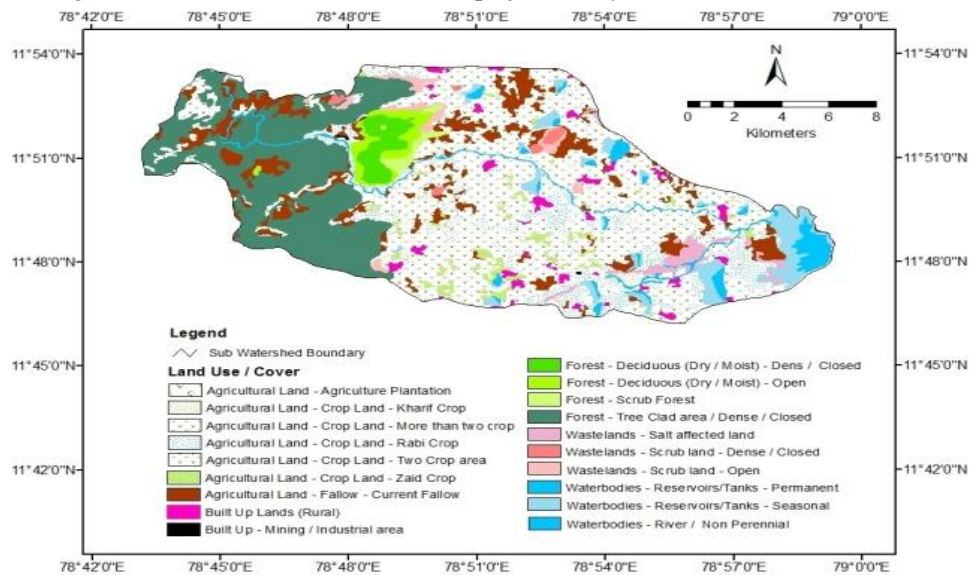 78°42'0"E 78°45'0"E 78°48'0"E 78°51'0"E 78°54'0"E 78°57'0"E 79°0'0"E
11°54'0"N 11°54'0"N
N
0 2 4 6 8
Kilometers
11°51'0"N 11°51'0"N
11°48'0"N 11°48'0"N
11°45'0"N 11°45'0"N
11°42'0"N 11°42'0"N
Legend
Sub Watershed Boundary
Land Use / Cover
Agricultural Land - Agriculture Plantation
Agricultural Land - Crop Land - Kharif Crop
Agricultural Land - Crop Land - More than two crop
Agricultural Land - Crop Land - Rabi Crop
Agricultural Land - Crop Land - Two Crop area
Agricultural Land - Crop Land - Zaid Crop
Agricultural Land - Fallow - Current Fallow
Built Up Lands (Rural)
Built Up - Mining / Industrial area
Forest - Deciduous (Dry / Moist) - Dens / Closed
Forest - Deciduous (Dry / Moist) - Open
Forest - Scrub Forest
Forest - Tree Clad area / Dense / Closed
Wastelands - Salt affected land
Wastelands - Scrub land - Dense / Closed
Wastelands - Scrub land - Open
Waterbodies - Reservoirs/Tanks - Permanent
Waterbodies - Reservoirs/Tanks - Seasonal
Waterbodies - River / Non Perennial
78°42'0"E 78°45'0"E 78°48'0"E 78°51'0"E 78°54'0"E 78°57'0"E 79°0'0"E